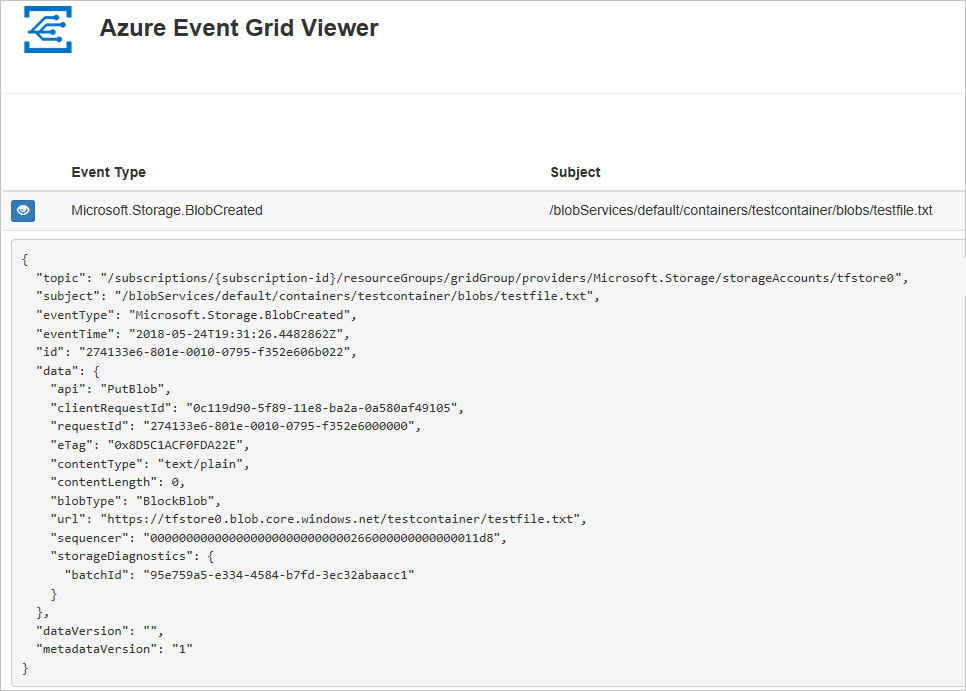 Azure Event Grid Viewer
Event Type Subject
Microsoft.Storage.BlobCreated /blobServices/default/containers/testcontainer/blobs/testfile.txt
{
  "topic": "/subscriptions/{subscription-id}/resourceGroups/gridGroup/providers/Microsoft.Storage/storageAccounts/tfstore0",
  "subject": "/blobServices/default/containers/testcontainer/blobs/testfile.txt",
  "eventType": "Microsoft.Storage.BlobCreated",
  "eventTime": "2018-05-24T19:31:26.4482862Z",
  "id": "274133e6-801e-0010-0795-f352e606b022",
  "data": {
    "api": "PutBlob",
    "clientRequestId": "0c119d90-5f89-11e8-ba2a-0a580af49105",
    "requestId": "274133e6-801e-0010-0795-f352e6000000",
    "eTag": "0x8D5C1ACF0FDA22E",
    "contentType": "text/plain",
    "contentLength": 0,
    "blobType": "BlockBlob",
    "url": "https://tfstore0.blob.core.windows.net/testcontainer/testfile.txt",
    "sequencer": "00000000000000000000000000000266000000000000011d8",
    "storageDiagnostics": {
      "batchId": "95e759a5-e334-4584-b7fd-3ec32abaacc1"
    }
  },
  "dataVersion": "",
  "metadataVersion": "1"
}